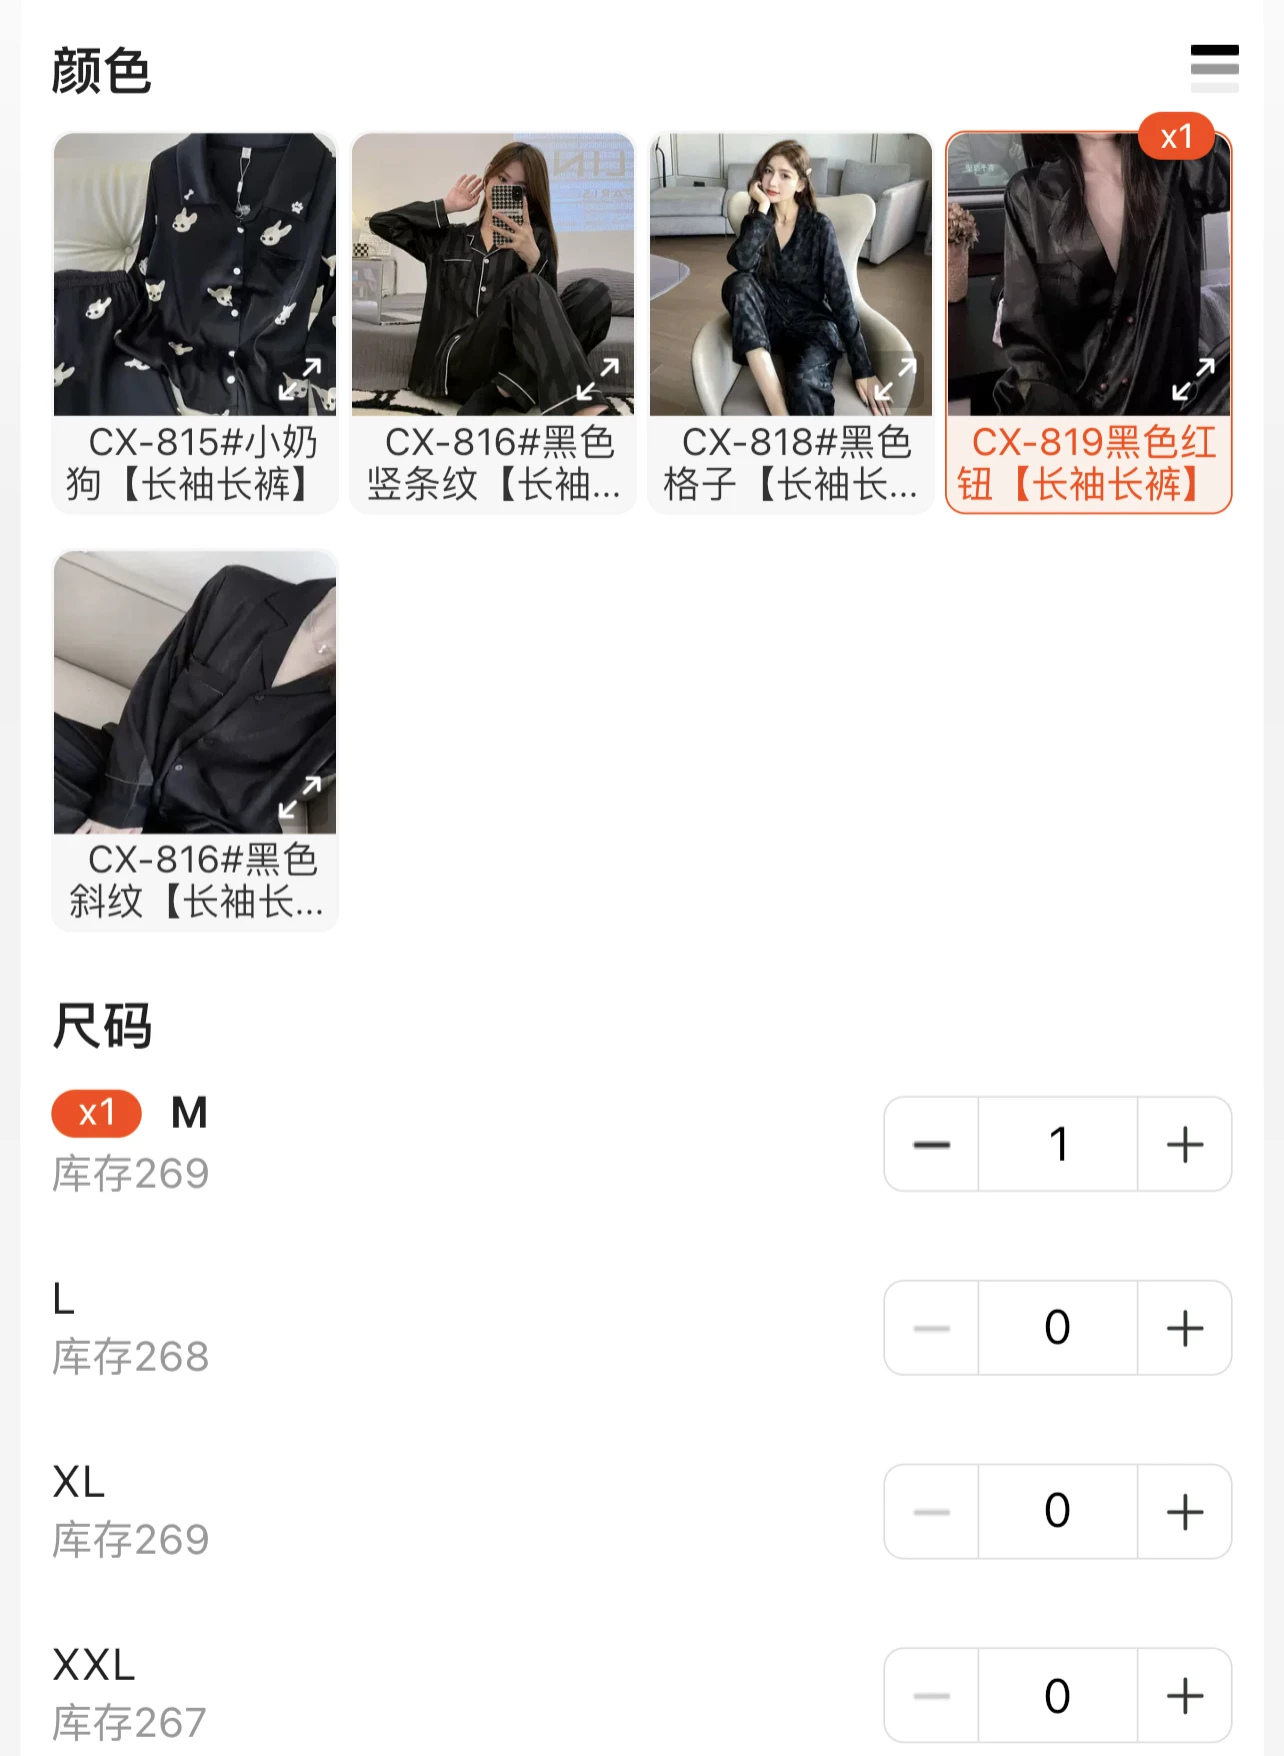 颜色
x1
CX-815#小奶
狗【长袖长裤】
CX-816#黑色
竖条纹【长袖...
CX-818#黑色
格子【长袖长...
CX-819黑色红
钮【长袖长裤】
CX-816#黑色
斜纹【长袖长...
尺码
x1 M
库存269
1
L
库存268
0
XL
库存269
0
XXL
库存267
0